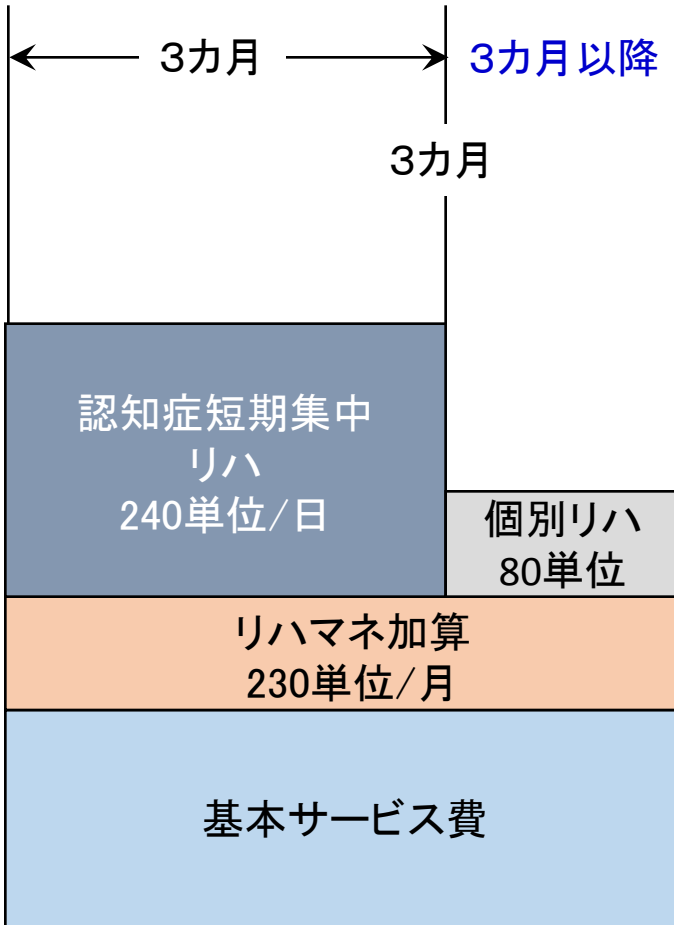 3カ月
3カ月以降
3カ月
認知症短期集中
リハ
240単位/日
個別リハ
80単位
リハマネ加算
230単位/月
基本サービス費